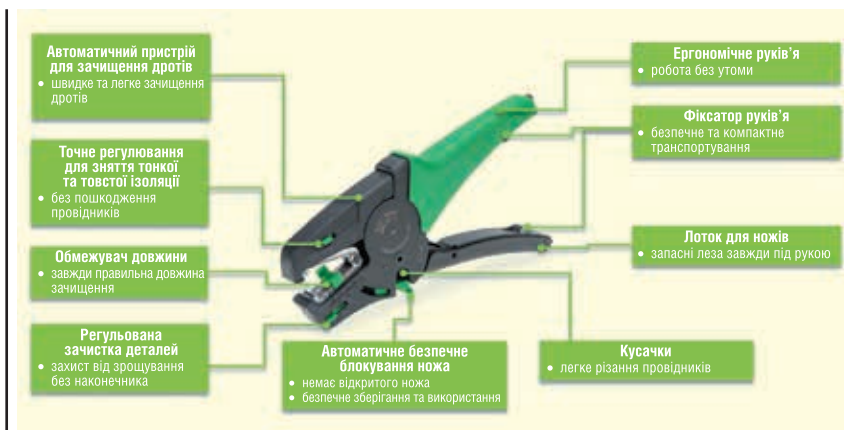 Автоматичний пристрій
для зачищення дротів
• швидке та легке зачищення
дротів
Точне регулювання
для зняття тонкої
та товстої ізоляції
• без пошкодження
провідників
Обмежувач довжини
• завжди правильна довжина
зачищення
Регульована
зачистка деталей
• захист від зрощування
без наконечника
Автоматичне безпечне
блокування ножа
• немає відкритого ножа
• безпечне зберігання та використання
Кусачки
• легке різання провідників
Ергономічне руків’я
• робота без утоми
Фіксатор руків’я
• безпечне та компактне
транспортування
Лоток для ножів
• запасні леза завжди під рукою